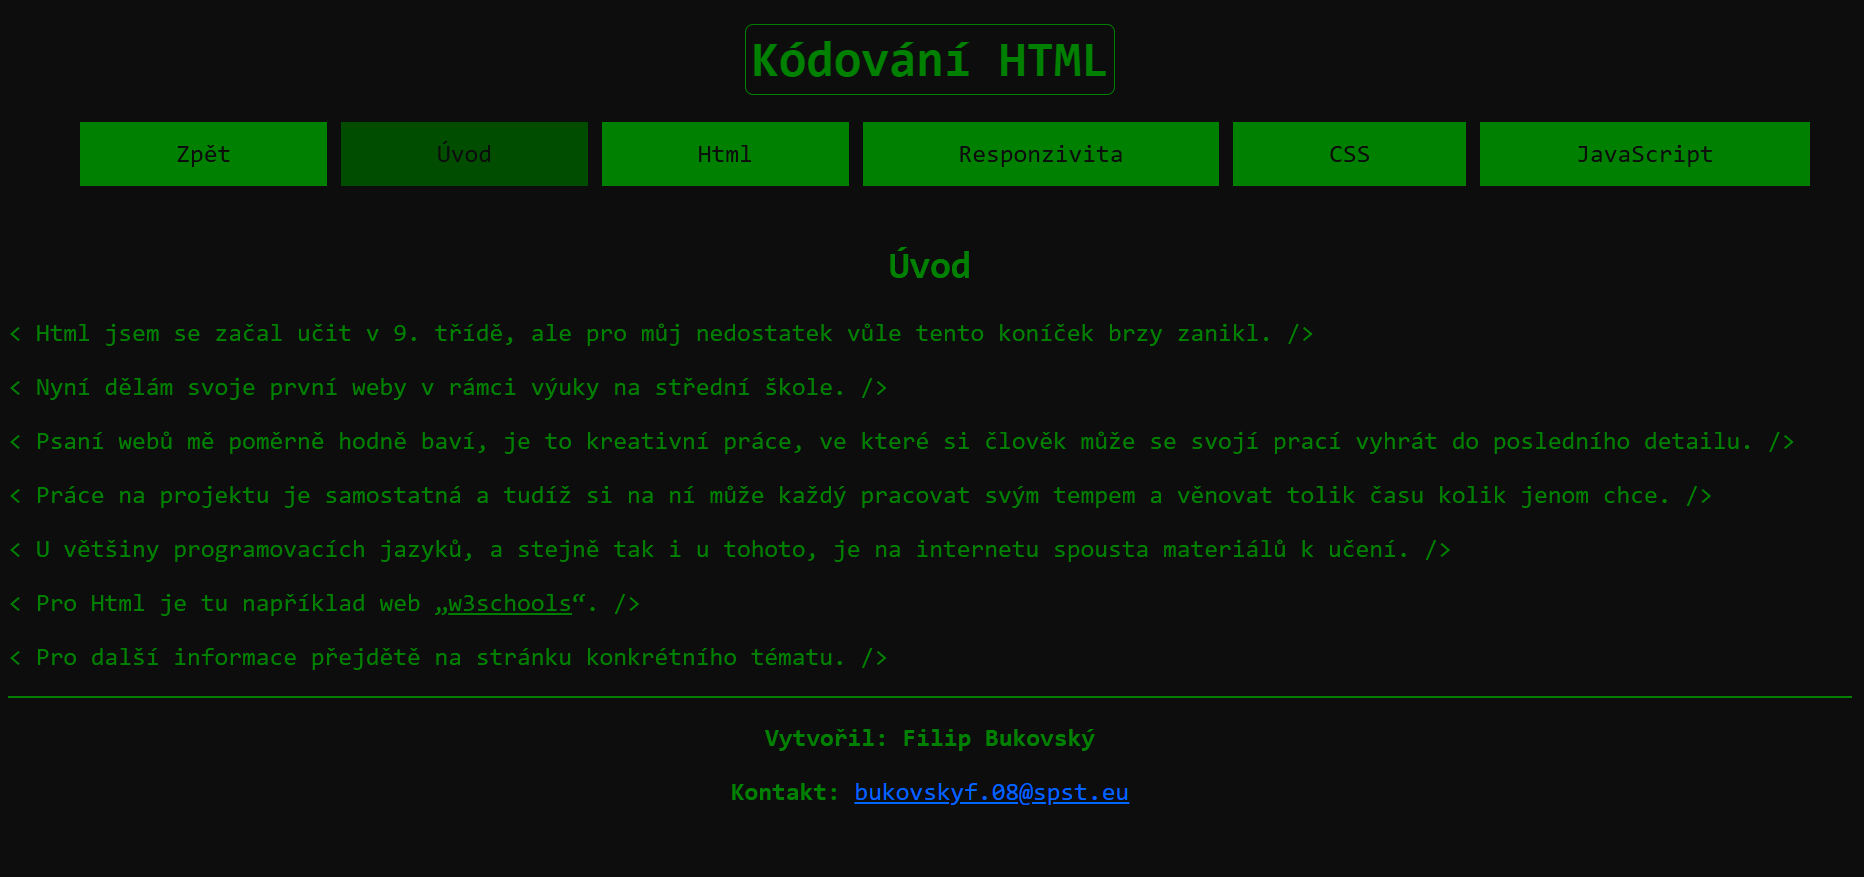 Kódování HTML
Zpět Úvod Html Responzivita CSS JavaScript
Úvod
< Html jsem se začal učit v 9. třídě, ale pro můj nedostatek vůle tento koníček brzy zanikl. />
< Nyní dělám svoje první weby v rámci výuky na střední škole. />
< Psaní webů mě poměrně hodně baví, je to kreativní práce, ve které si člověk může se svojí prací vyhrát do posledního detailu. />
< Práce na projektu je samostatná a tudíž si na ní může každý pracovat svým tempem a věnovat tolik času kolik jenom chce. />
< U většiny programovacích jazyků, a stejně tak i u tohoto, je na internetu spousta materiálů k učení. />
< Pro Html je tu například web „w3schools“. />
< Pro další informace přejdětě na stránku konkrétního tématu. />
Vytvořil: Filip Bukovský
Kontakt: bukovskyf.08@spst.eu